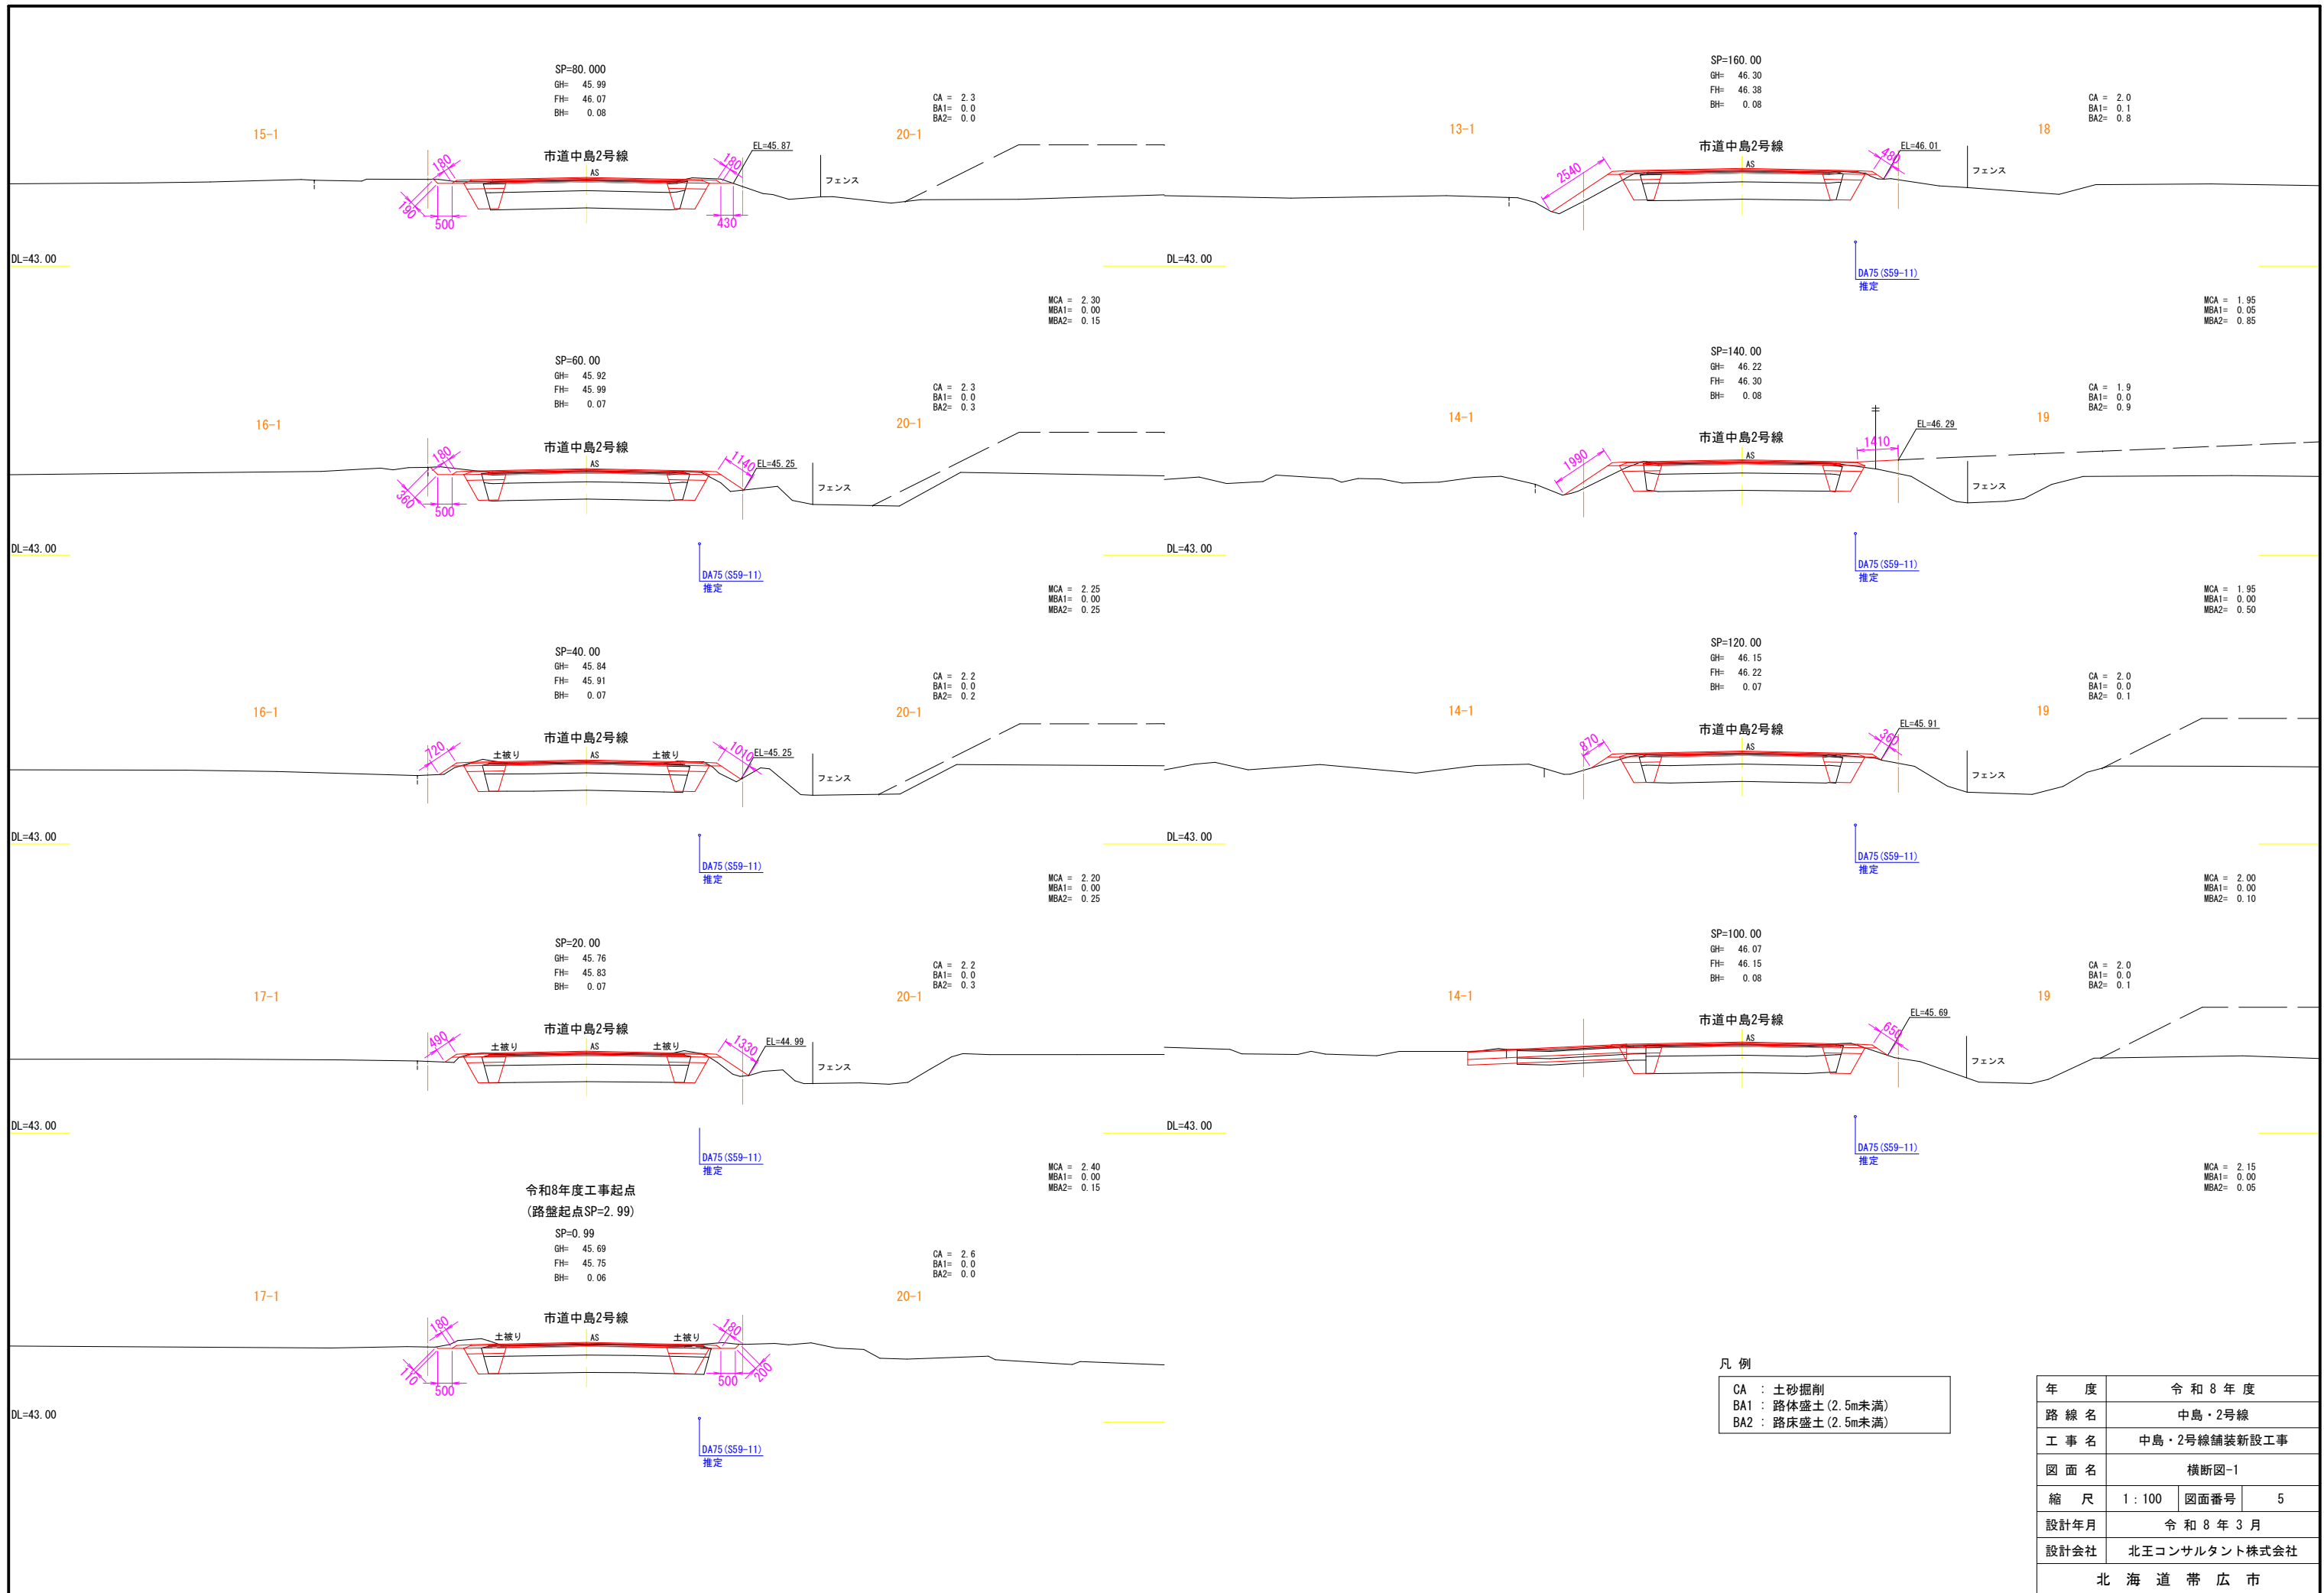 SP=80.000
GH= 45.99
FH= 46.07
BH= 0.08
CA = 2.3
BA1= 0.0
BA2= 0.0
15-1
20-1
市道中島2号線
AS
EL=45.87
フェンス
180
190
500
180
430
DL=43.00
MCA = 2.30
MBA1= 0.00
MBA2= 0.15
SP=60.00
GH= 45.92
FH= 45.99
BH= 0.07
CA = 2.3
BA1= 0.0
BA2= 0.3
16-1
20-1
市道中島2号線
AS
EL=45.25
フェンス
180
360
500
1140
DL=43.00
DA75(S59-11)
推定
MCA = 2.25
MBA1= 0.00
MBA2= 0.25
SP=40.00
GH= 45.84
FH= 45.91
BH= 0.07
CA = 2.2
BA1= 0.0
BA2= 0.2
16-1
20-1
市道中島2号線
土被り
AS
土被り
EL=45.25
フェンス
720
1010
DL=43.00
DA75(S59-11)
推定
MCA = 2.20
MBA1= 0.00
MBA2= 0.25
SP=20.00
GH= 45.76
FH= 45.83
BH= 0.07
CA = 2.2
BA1= 0.0
BA2= 0.3
17-1
20-1
市道中島2号線
土被り
AS
土被り
EL=44.99
フェンス
490
1330
DL=43.00
DA75(S59-11)
推定
MCA = 2.40
MBA1= 0.00
MBA2= 0.15
令和8年度工事起点
(路盤起点SP=2.99)
SP=0.99
GH= 45.69
FH= 45.75
BH= 0.06
CA = 2.6
BA1= 0.0
BA2= 0.0
17-1
20-1
市道中島2号線
土被り
AS
土被り
180
110
500
180
500
200
DL=43.00
DA75(S59-11)
推定
SP=160.00
GH= 46.30
FH= 46.38
BH= 0.08
CA = 2.0
BA1= 0.1
BA2= 0.8
13-1
18
市道中島2号線
AS
EL=46.01
フェンス
2540
480
DL=43.00
DA75(S59-11)
推定
MCA = 1.95
MBA1= 0.05
MBA2= 0.85
SP=140.00
GH= 46.22
FH= 46.30
BH= 0.08
CA = 1.9
BA1= 0.0
BA2= 0.9
14-1
19
市道中島2号線
AS
EL=46.29
フェンス
1990
1410
DL=43.00
DA75(S59-11)
推定
MCA = 1.95
MBA1= 0.00
MBA2= 0.50
SP=120.00
GH= 46.15
FH= 46.22
BH= 0.07
CA = 2.0
BA1= 0.0
BA2= 0.1
14-1
19
市道中島2号線
AS
EL=45.91
フェンス
870
360
DL=43.00
DA75(S59-11)
推定
MCA = 2.00
MBA1= 0.00
MBA2= 0.10
SP=100.00
GH= 46.07
FH= 46.15
BH= 0.08
CA = 2.0
BA1= 0.0
BA2= 0.1
14-1
19
市道中島2号線
AS
EL=45.69
フェンス
650
DL=43.00
DA75(S59-11)
推定
MCA = 2.15
MBA1= 0.00
MBA2= 0.05
凡 例
CA : 土砂掘削
BA1 : 路体盛土(2.5m未満)
BA2 : 路床盛土(2.5m未満)
年 度 令 和 8 年 度
路 線 名 中島・2号線
工 事 名 中島・2号線舗装新設工事
図 面 名 横断図-1
縮 尺 1:100 図面番号 5
設計年月 令 和 8 年 3 月
設計会社 北王コンサルタント株式会社
北 海 道 帯 広 市